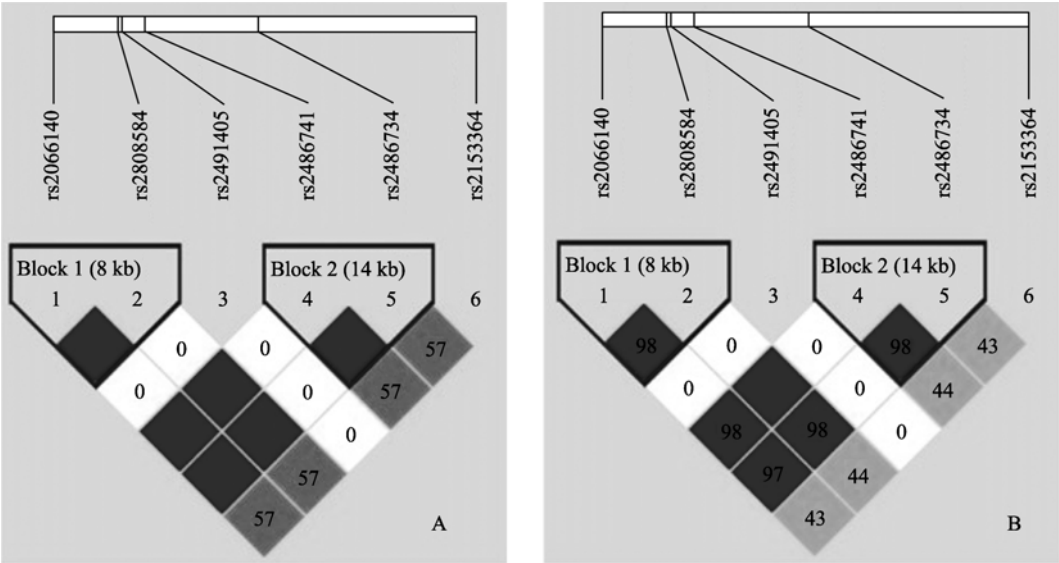 rs2066140
rs2808584
rs2491405
rs2486741
rs2486734
rs2153364
Block 1 (8 kb)
Block 2 (14 kb)
1 2 3 4 5 6
0 0 57
0 0 57
0
57
57
A
rs2066140
rs2808584
rs2491405
rs2486741
rs2486734
rs2153364
Block 1 (8 kb)
Block 2 (14 kb)
1 2 3 4 5 6
98 0 0 98 43
0 0 44
98 98 0
97 44
43
B